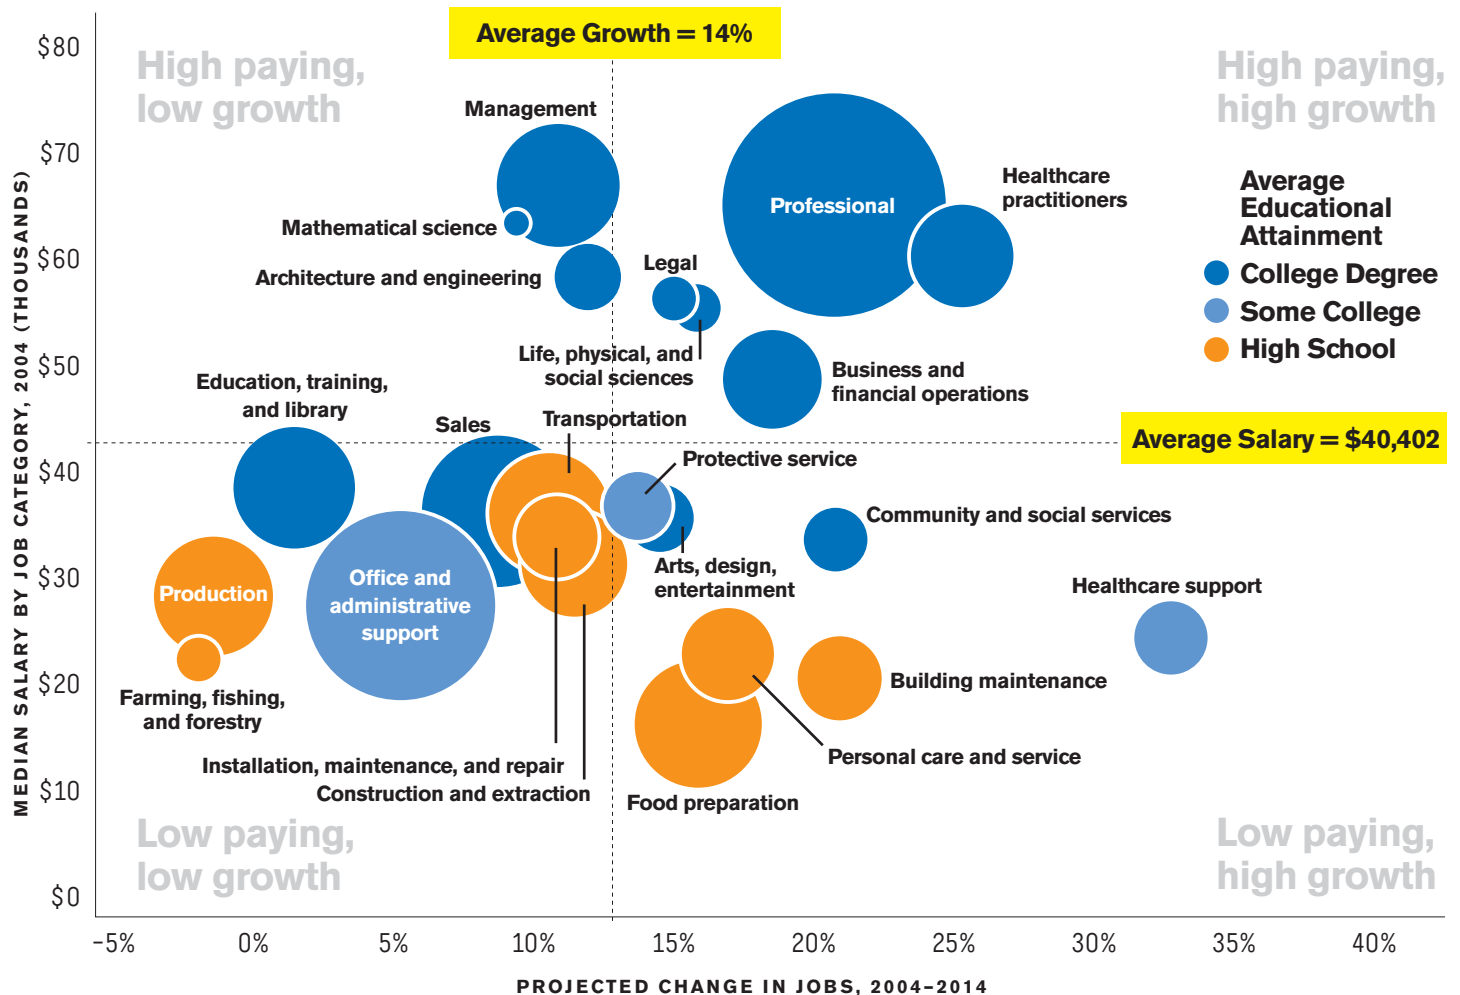 Average Growth = 14%
$80
High paying,
low growth
High paying,
high growth
Management
$70
Healthcare
practitioners
Average
Educational
Attainment
Professional
Mathematical science
$60
Legal
Architecture and engineering
College Degree
Some College
High School
Life, physical, and
social sciences
$50
Business and
financial operations
Education, training,
and library
Sales
Transportation
Average Salary = $40,402
Protective service
$40
Community and social services
Arts, design,
entertainment
Healthcare support
$30
Production
Office and
administrative
support
$20
Building maintenance
Farming, fishing,
and forestry
Personal care and service
Installation, maintenance, and repair
Construction and extraction
Food preparation
$10
Low paying,
low growth
Low paying,
high growth
$0
MEDIAN SALARY BY JOB CATEGORY, 2004 (THOUSANDS)
−5% 0% 5% 10% 15% 20% 25% 30% 35% 40%
PROJECTED CHANGE IN JOBS, 2004–2014